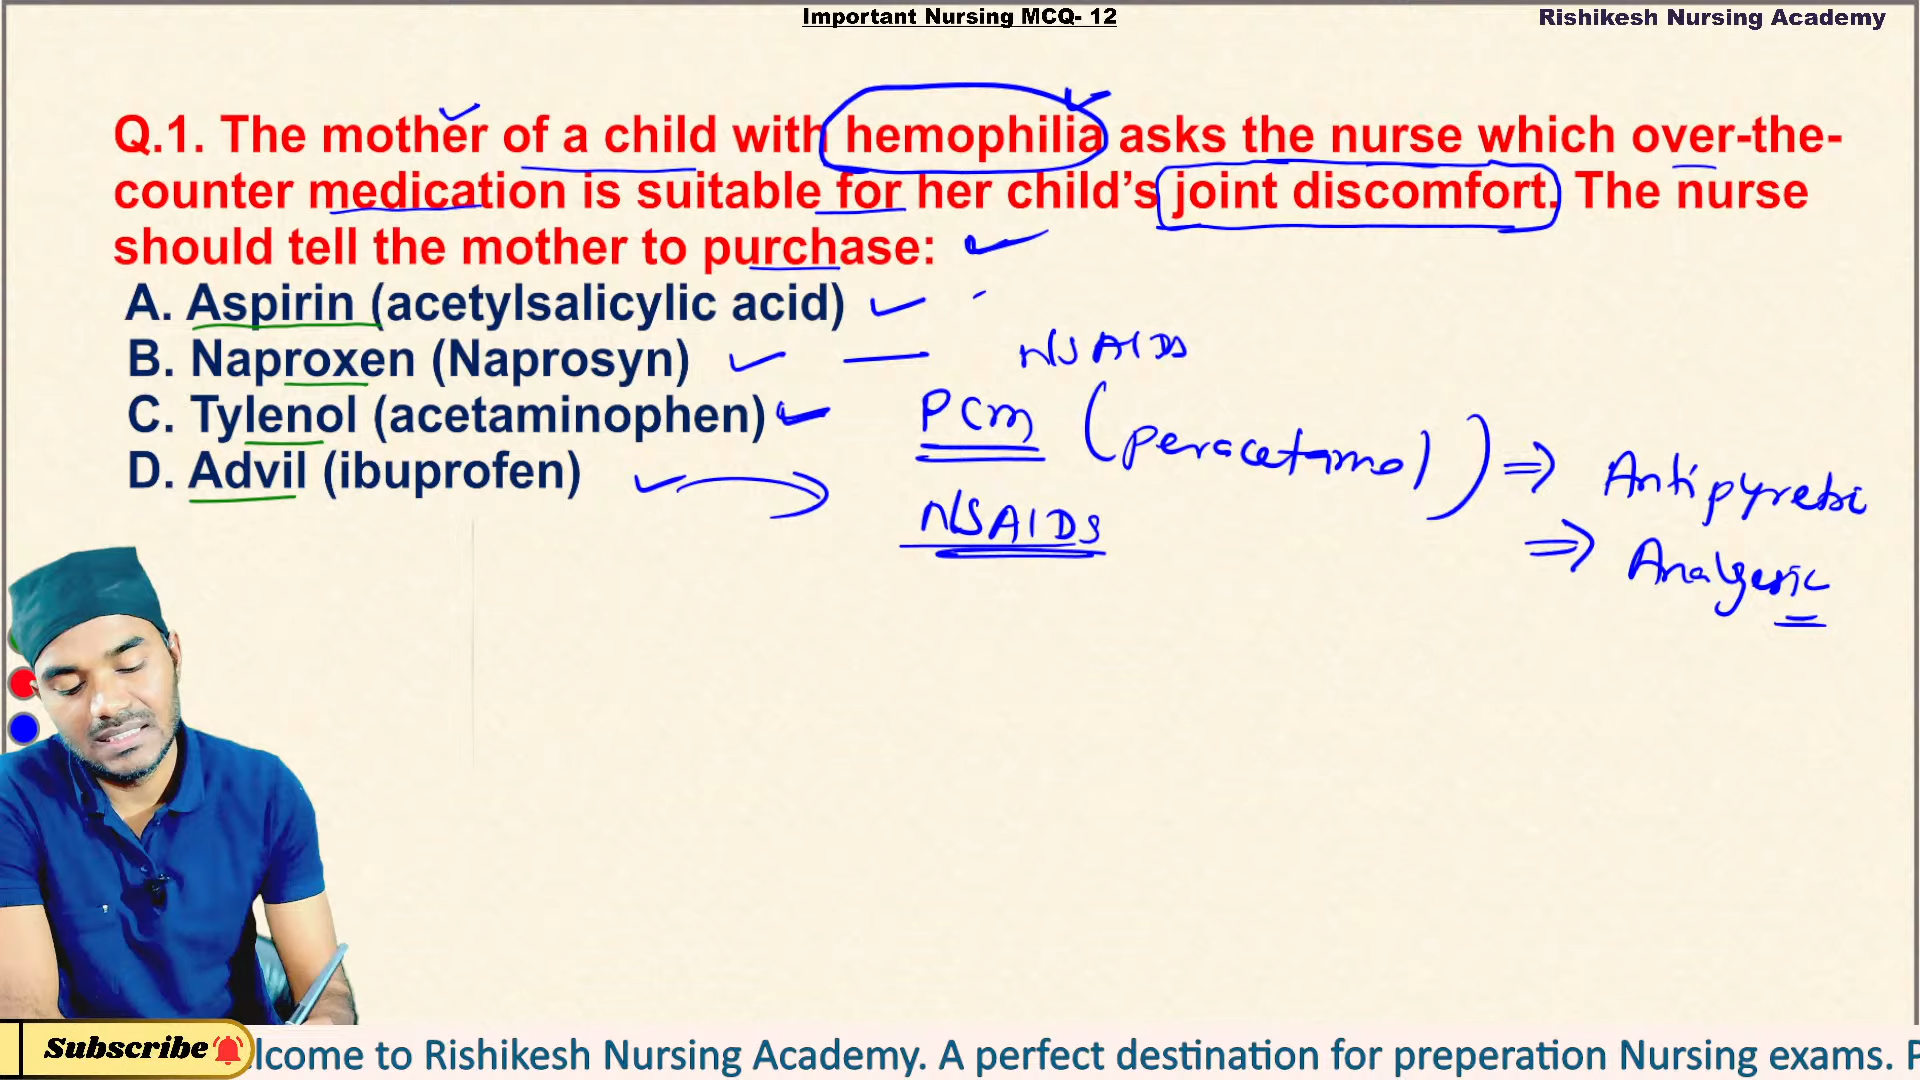 Important Nursing MCQ- 12
Rishikesh Nursing Academy
Q.1. The mother of a child with hemophilia asks the nurse which over-the-
counter medication is suitable for her child's joint discomfort. The nurse
should tell the mother to purchase:
A. Aspirin (acetylsalicylic acid)
B. Naproxen (Naprosyn)
NSAIDS
C. Tylenol (acetaminophen)
PCM (peracetamol) ⇒ Antipyretic
D. Advil (ibuprofen)
NSAIDS
⇒ Analgesic
Subscribe
lcome to Rishikesh Nursing Academy. A perfect destination for preperation Nursing exams. P